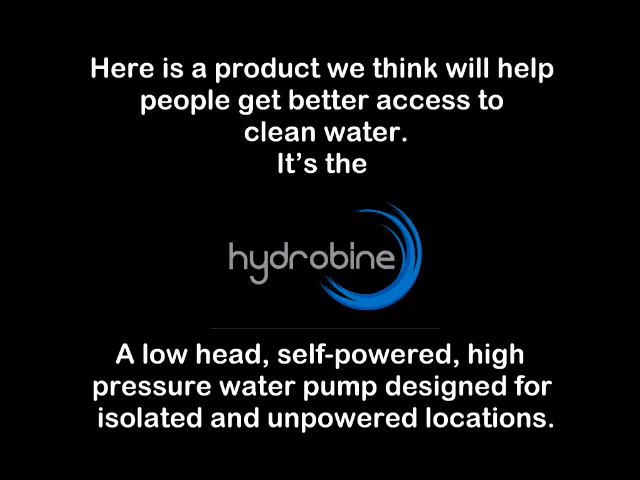 Here is a product we think will help
people get better access to
clean water.
It’s the
hydrobine
A low head, self-powered, high
pressure water pump designed for
isolated and unpowered locations.